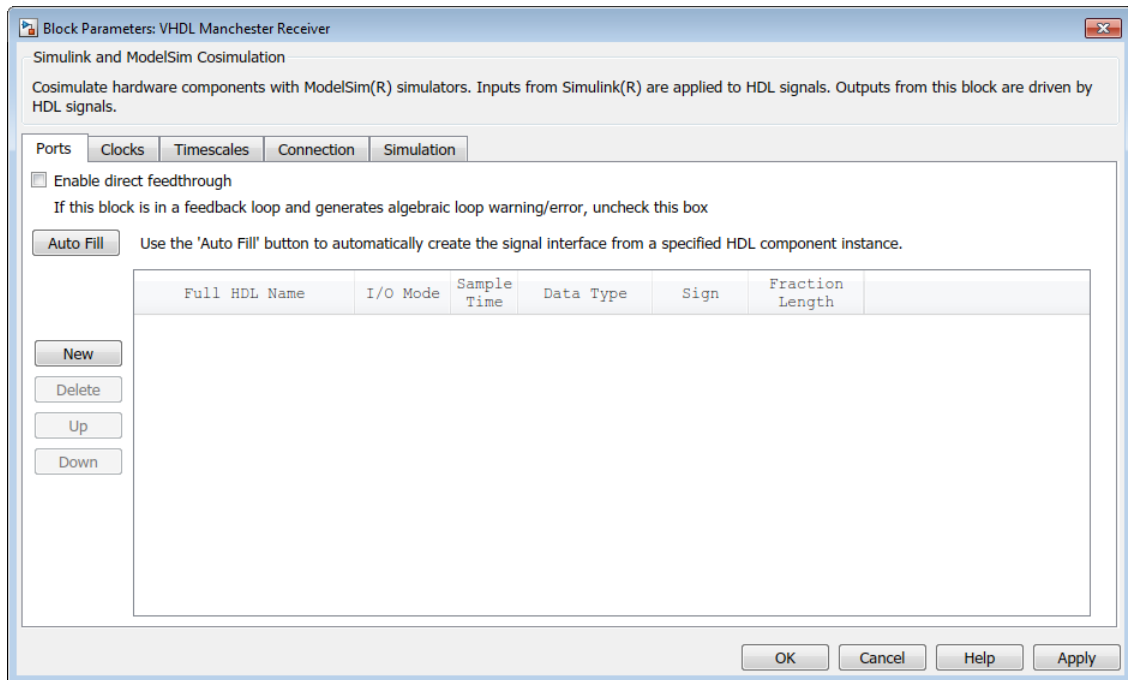 Block Parameters: VHDL Manchester Receiver
Simulink and ModelSim Cosimulation
Cosimulate hardware components with ModelSim(R) simulators. Inputs from Simulink(R) are applied to HDL signals. Outputs from this block are driven by
HDL signals.
Ports Clocks Timescales Connection Simulation
Enable direct feedthrough
If this block is in a feedback loop and generates algebraic loop warning/error, uncheck this box
Auto Fill Use the 'Auto Fill' button to automatically create the signal interface from a specified HDL component instance.
Full HDL Name I/O Mode Sample Time Data Type Sign Fraction Length
New
Delete
Up
Down
OK Cancel Help Apply